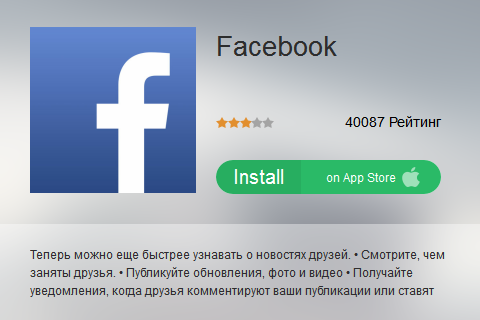 Facebook
40087 Рейтинг
Install on App Store
Теперь можно еще быстрее узнавать о новостях друзей. • Смотрите, чем
заняты друзья. • Публикуйте обновления, фото и видео • Получайте
уведомления, когда друзья комментируют ваши публикации или ставят